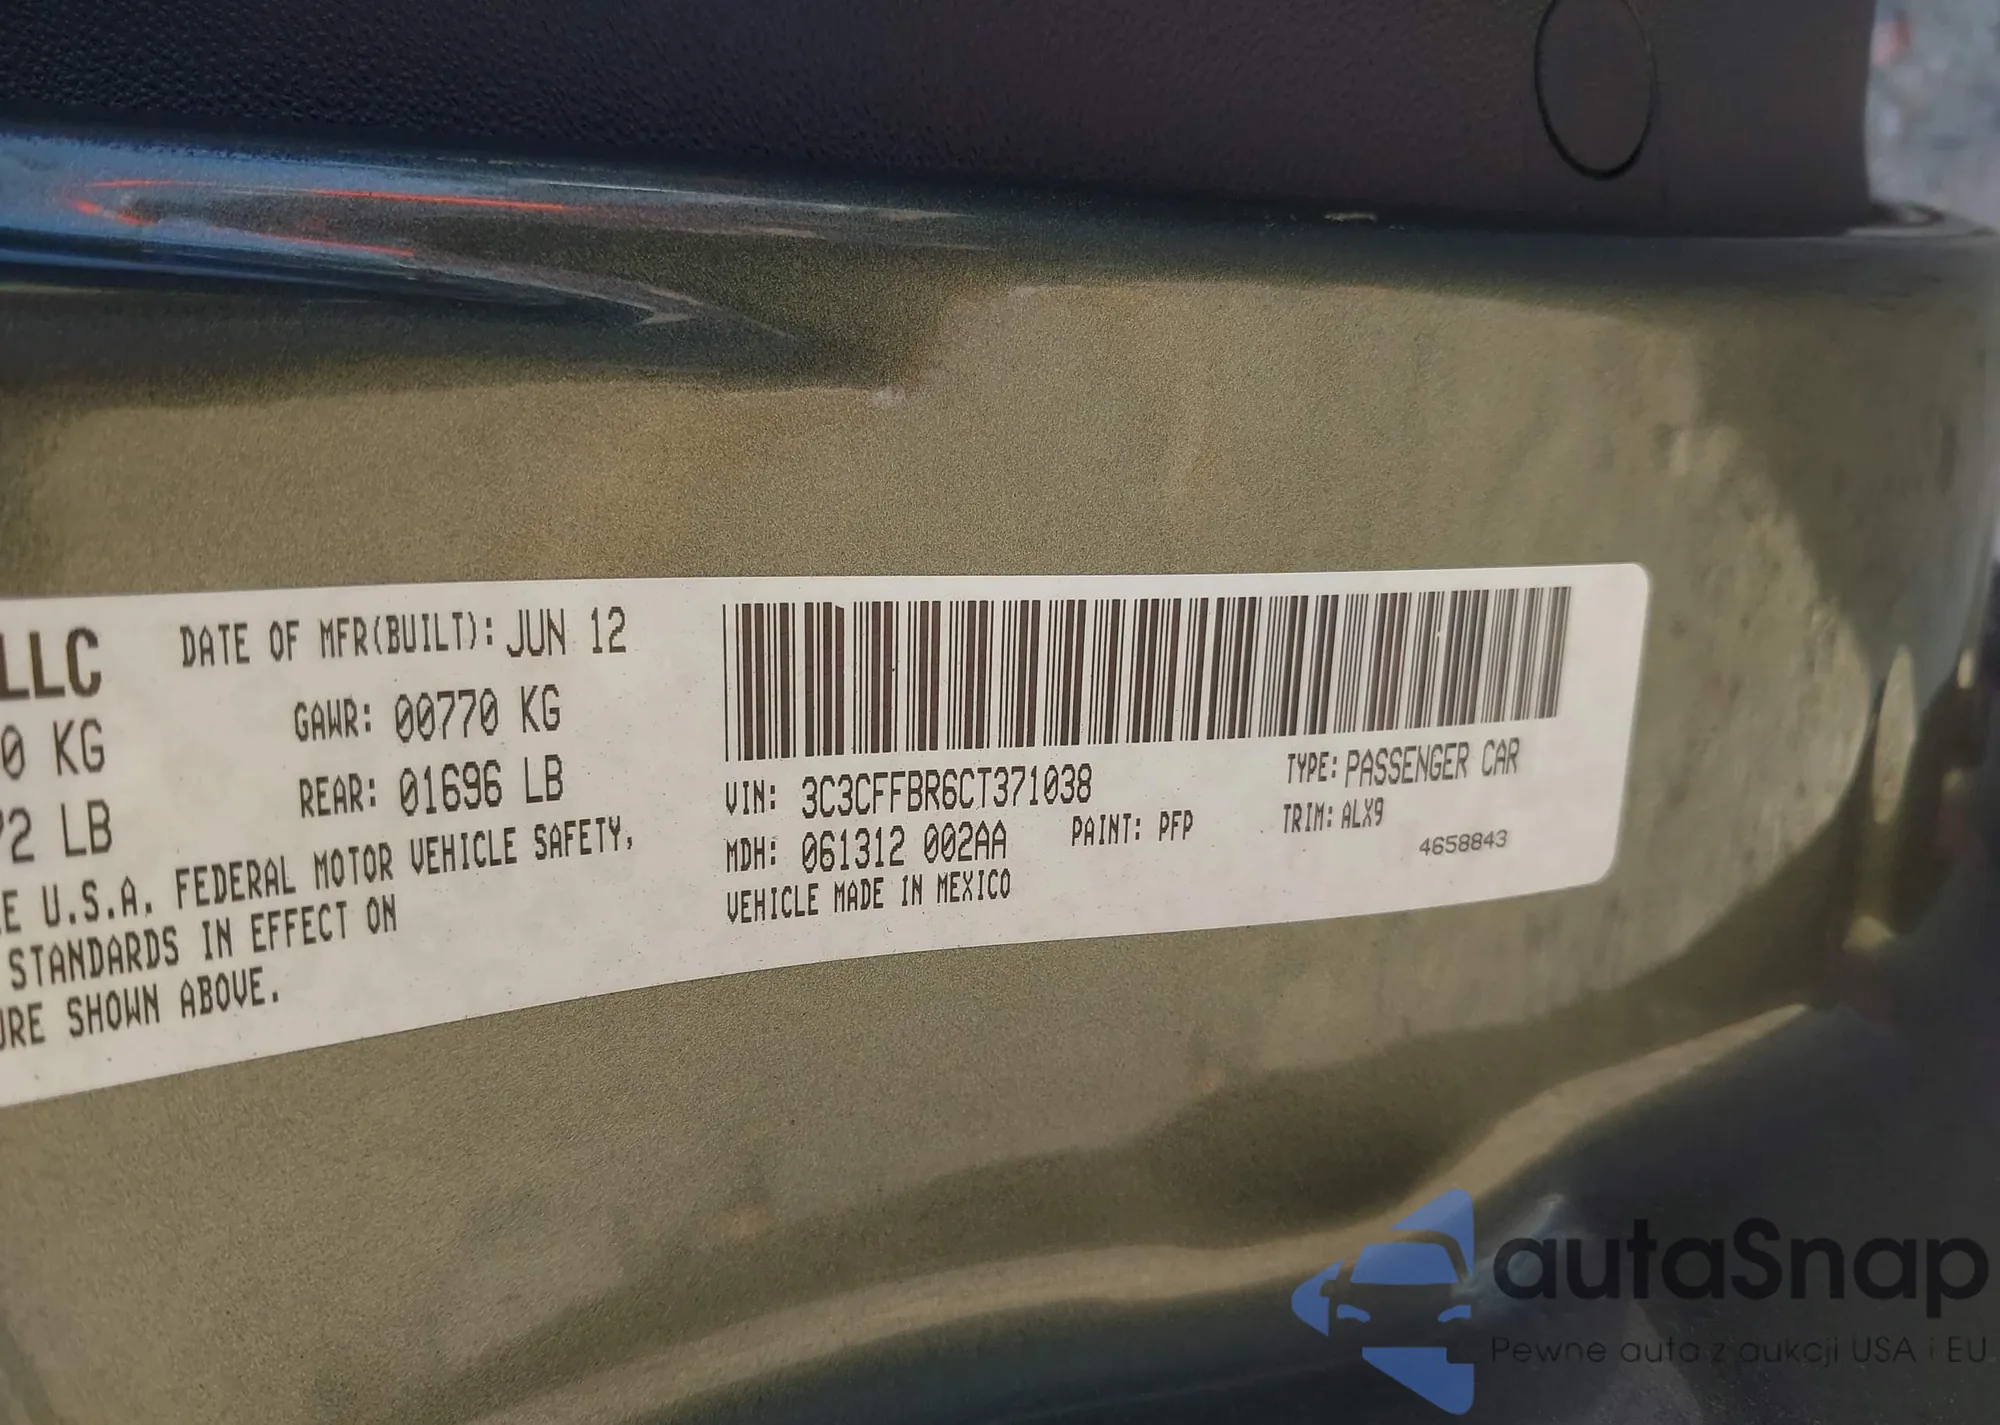 LLC DATE OF MFR(BUILT): JUN 12
0 KG GAWR: 00770 KG
72 LB REAR: 01696 LB
E U.S.A. FEDERAL MOTOR VEHICLE SAFETY,
STANDARDS IN EFFECT ON
URE SHOWN ABOVE.
VIN: 3C3CFFBR6CT371038 TYPE: PASSENGER CAR
MDH: 061312 002AA PAINT: PFP TRIM: ALX9
VEHICLE MADE IN MEXICO 4658843
autaSnap
Pewne auta z aukcji USA i EU